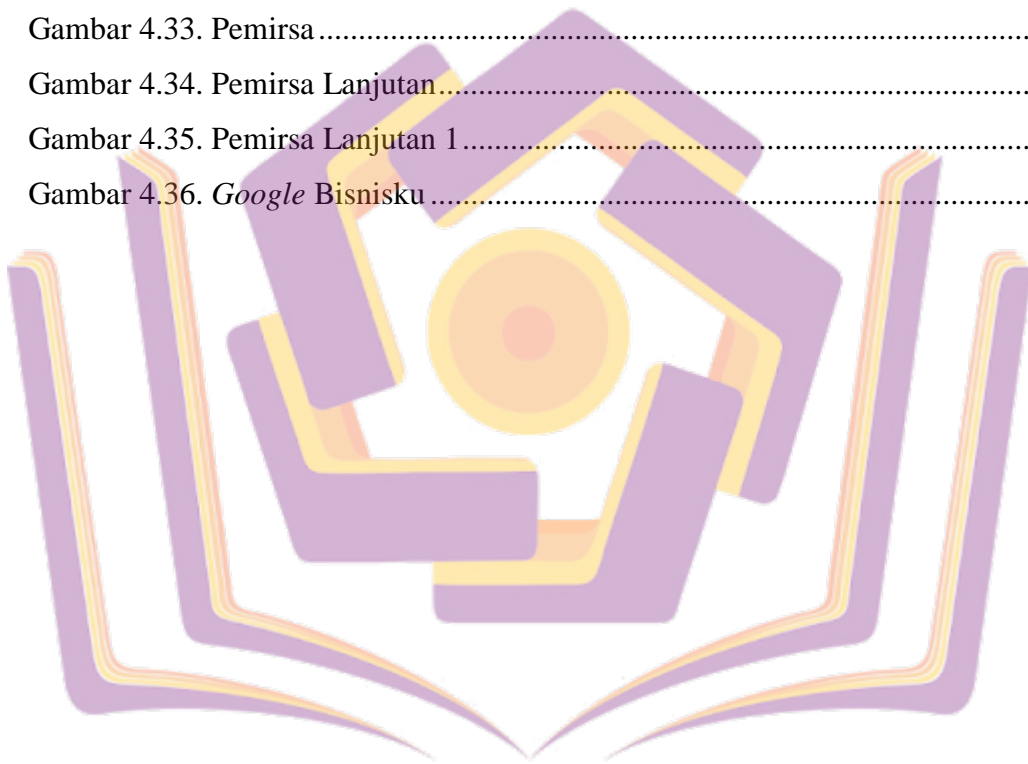 Gambar 4.33. Pemirsa........................................................................................
Gambar 4.34. Pemirsa Lanjutan........................................................................
Gambar 4.35. Pemirsa Lanjutan 1.....................................................................
Gambar 4.36. Google Bisnisku .........................................................................